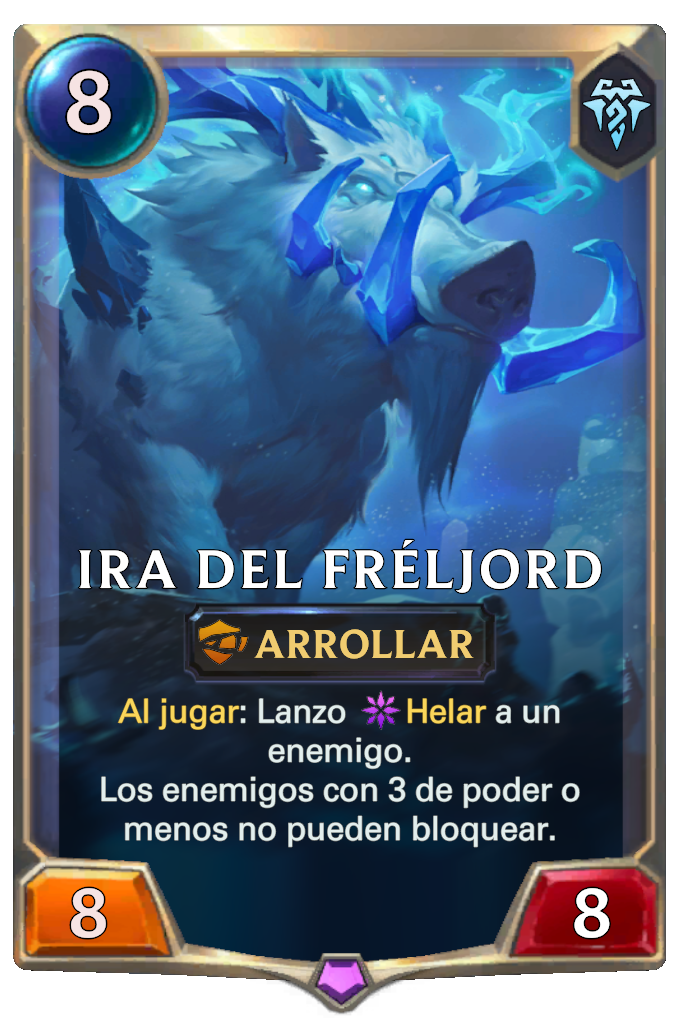 8
IRA DEL FRÉLJORD
ARROLLAR
Al jugar: Lanzo Helar a un
enemigo.
Los enemigos con 3 de poder o
menos no pueden bloquear.
8
8